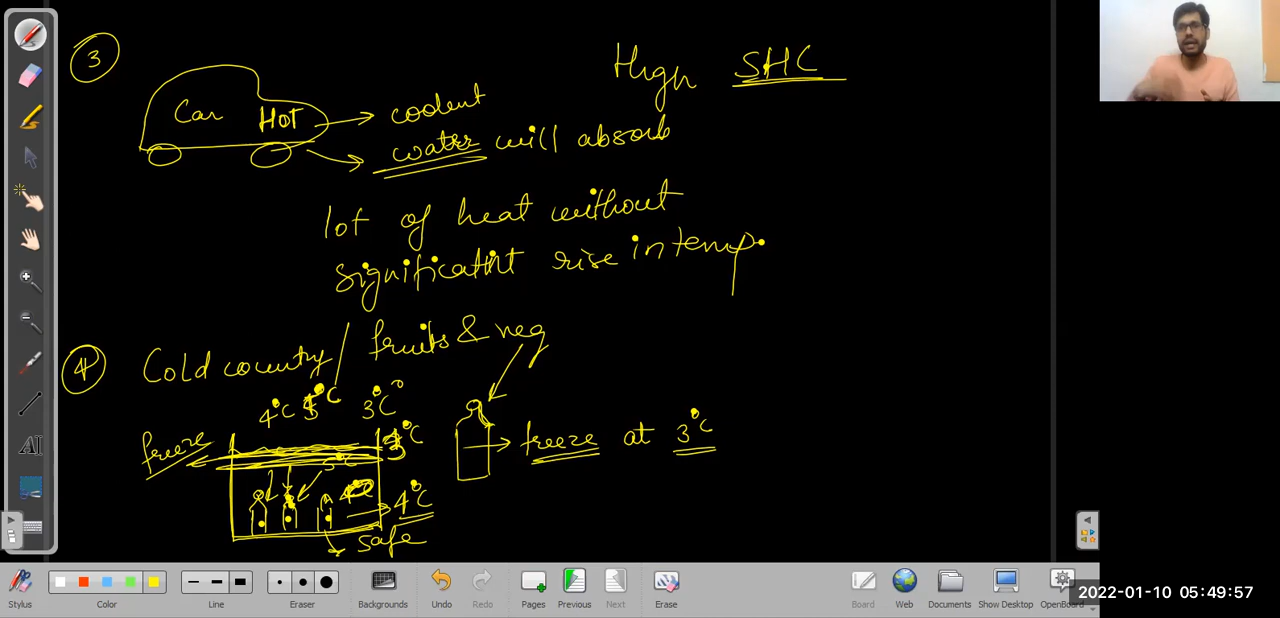 3
High SHC
Car HOT
coolent
water will absorb
lot of heat without
significatnt rise in temp.
4
Cold country / fruits & veg
4°C 5°C 3°C
freeze
3°C
freeze at 3°C
4°C
safe
Stylus
Color
Line
Eraser
Backgrounds
Undo
Redo
Pages
Previous
Next
Erase
Board
Web
Documents
Show Desktop
OpenBoard
2022-01-10 05:49:57